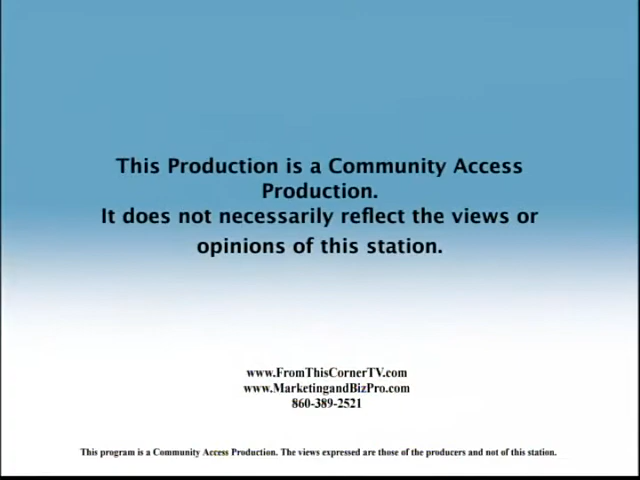 This Production is a Community Access
Production.
It does not necessarily reflect the views or
opinions of this station.
www.FromThisCornerTV.com
www.MarketingandBizPro.com
860-389-2521
This program is a Community Access Production. The views expressed are those of the producers and not of this station.